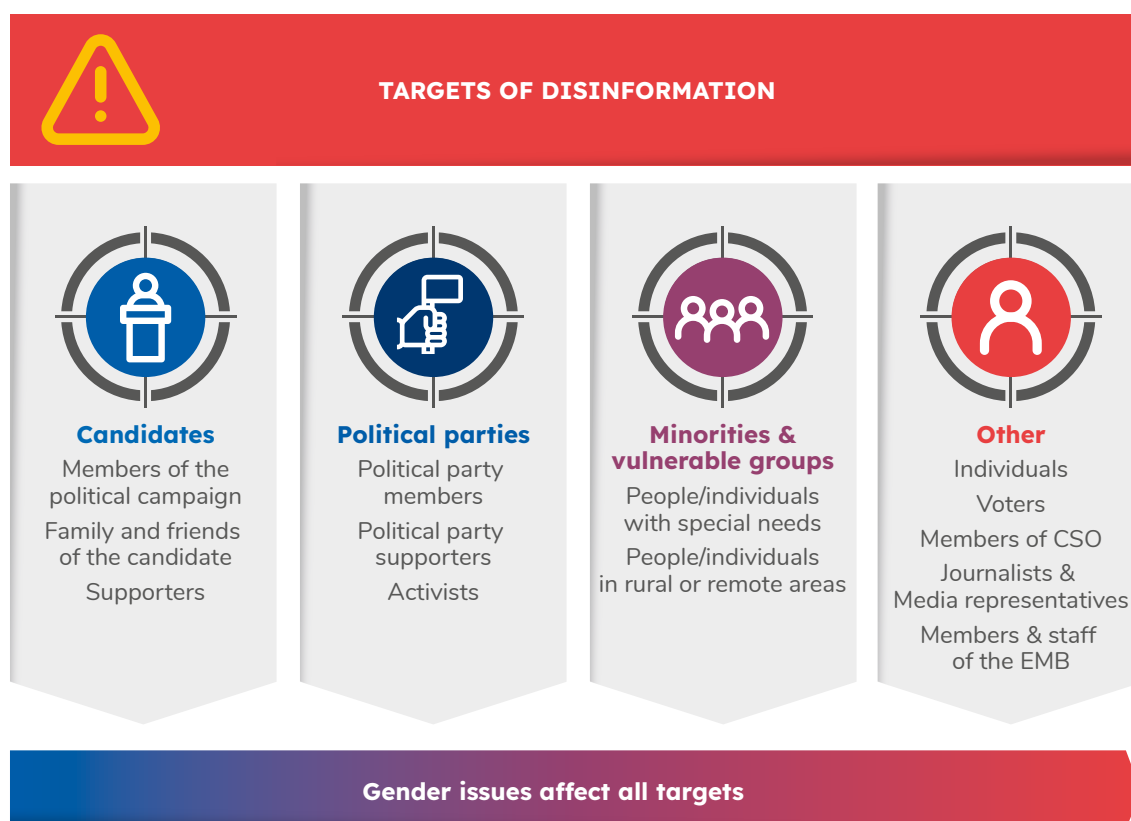 TARGETS OF DISINFORMATION
Candidates
Members of the
political campaign
Family and friends
of the candidate
Supporters
Political parties
Political party
members
Political party
supporters
Activists
Minorities &
vulnerable groups
People/individuals
with special needs
People/individuals
in rural or remote areas
Other
Individuals
Voters
Members of CSO
Journalists &
Media representatives
Members & staff
of the EMB
Gender issues affect all targets